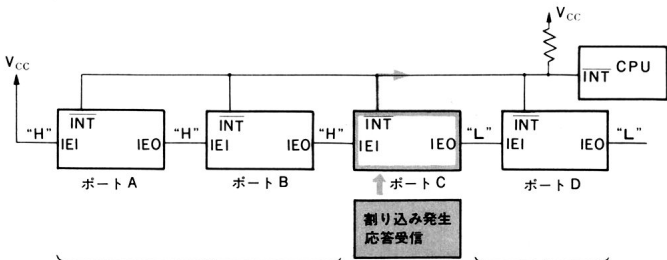 VCC
VCC
INT CPU
INT
INT
INT
INT
“H”
IEI
IEO
“H”
IEI
IEO
“H”
IEI
IEO
“L”
IEI
IEO
“L”
ポートA
ポートB
ポートC
ポートD
割り込み発生
応答受信